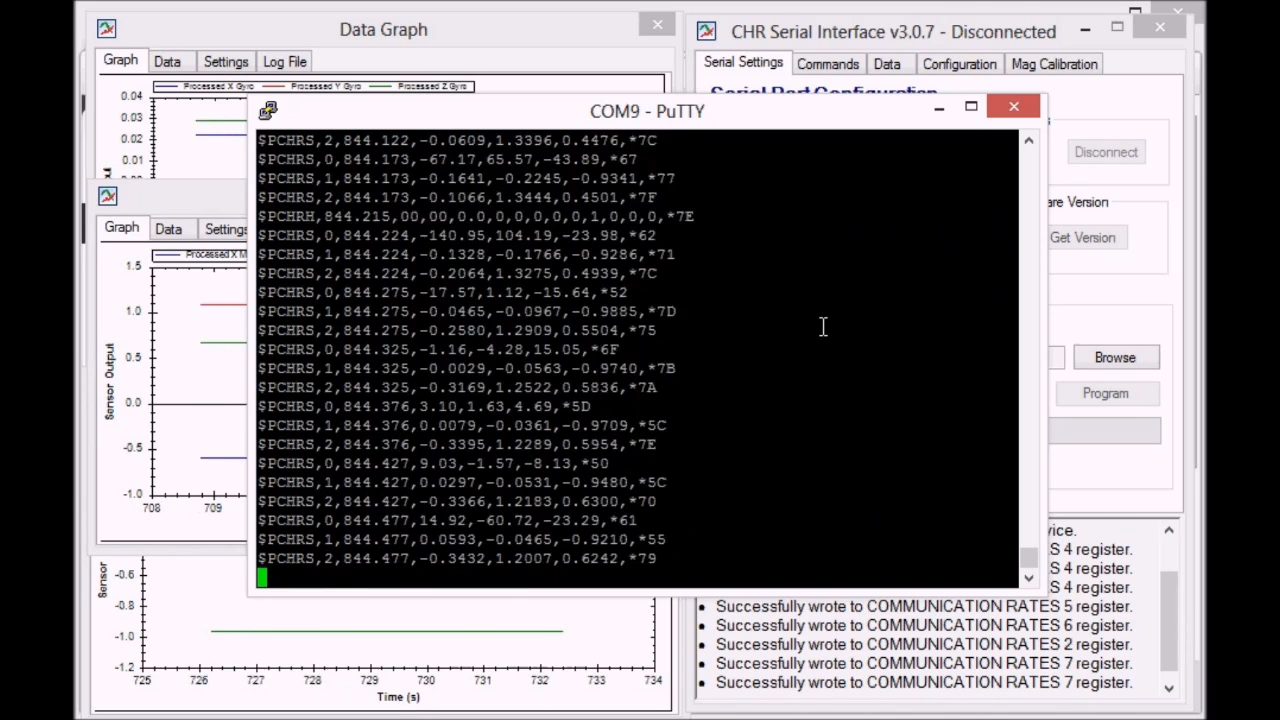 Data Graph
Graph
Data
Settings
Log File
Processed X Gyro
Processed Y Gyro
Processed Z Gyro
0.04
0.03
0.02
0.01
Graph
Data
Settings
Processed X M
1.5
1.0
0.5
0.0
-0.5
-1.0
Sensor Output
708
709
Sensor
-0.6
-0.8
-1.0
-1.2
725
726
727
728
729
730
731
732
733
734
Time (s)
CHR Serial Interface v3.0.7 - Disconnected
Serial Settings
Commands
Data
Configuration
Mag Calibration
Serial Port Configuration
Disconnect
are Version
Get Version
Browse
Program
COM9 - PuTTY
$PCHRS,2,844.122,-0.0609,1.3396,0.4476,*7C
$PCHRS,0,844.173,-67.17,65.57,-43.89,*67
$PCHRS,1,844.173,-0.1641,-0.2245,-0.9341,*77
$PCHRS,2,844.173,-0.1066,1.3444,0.4501,*7F
$PCHRH,844.215,00,00,0.0,0,0,0,0,1,0,0,0,*7E
$PCHRS,0,844.224,-140.95,104.19,-23.98,*62
$PCHRS,1,844.224,-0.1328,-0.1766,-0.9286,*71
$PCHRS,2,844.224,-0.2064,1.3275,0.4939,*7C
$PCHRS,0,844.275,-17.57,1.12,-15.64,*52
$PCHRS,1,844.275,-0.0465,-0.0967,-0.9885,*7D
$PCHRS,2,844.275,-0.2580,1.2909,0.5504,*75
$PCHRS,0,844.325,-1.16,-4.28,15.05,*6F
$PCHRS,1,844.325,-0.0029,-0.0563,-0.9740,*7B
$PCHRS,2,844.325,-0.3169,1.2522,0.5836,*7A
$PCHRS,0,844.376,3.10,1.63,4.69,*5D
$PCHRS,1,844.376,0.0079,-0.0361,-0.9709,*5C
$PCHRS,2,844.376,-0.3395,1.2289,0.5954,*7E
$PCHRS,0,844.427,9.03,-1.57,-8.13,*50
$PCHRS,1,844.427,0.0297,-0.0531,-0.9480,*5C
$PCHRS,2,844.427,-0.3366,1.2183,0.6300,*70
$PCHRS,0,844.477,14.92,-60.72,-23.29,*61
$PCHRS,1,844.477,0.0593,-0.0465,-0.9210,*55
$PCHRS,2,844.477,-0.3432,1.2007,0.6242,*79
vice.
S 4 register.
S 4 register.
S 4 register.
Successfully wrote to COMMUNICATION RATES 5 register.
Successfully wrote to COMMUNICATION RATES 6 register.
Successfully wrote to COMMUNICATION RATES 2 register.
Successfully wrote to COMMUNICATION RATES 7 register.
Successfully wrote to COMMUNICATION RATES 7 register.